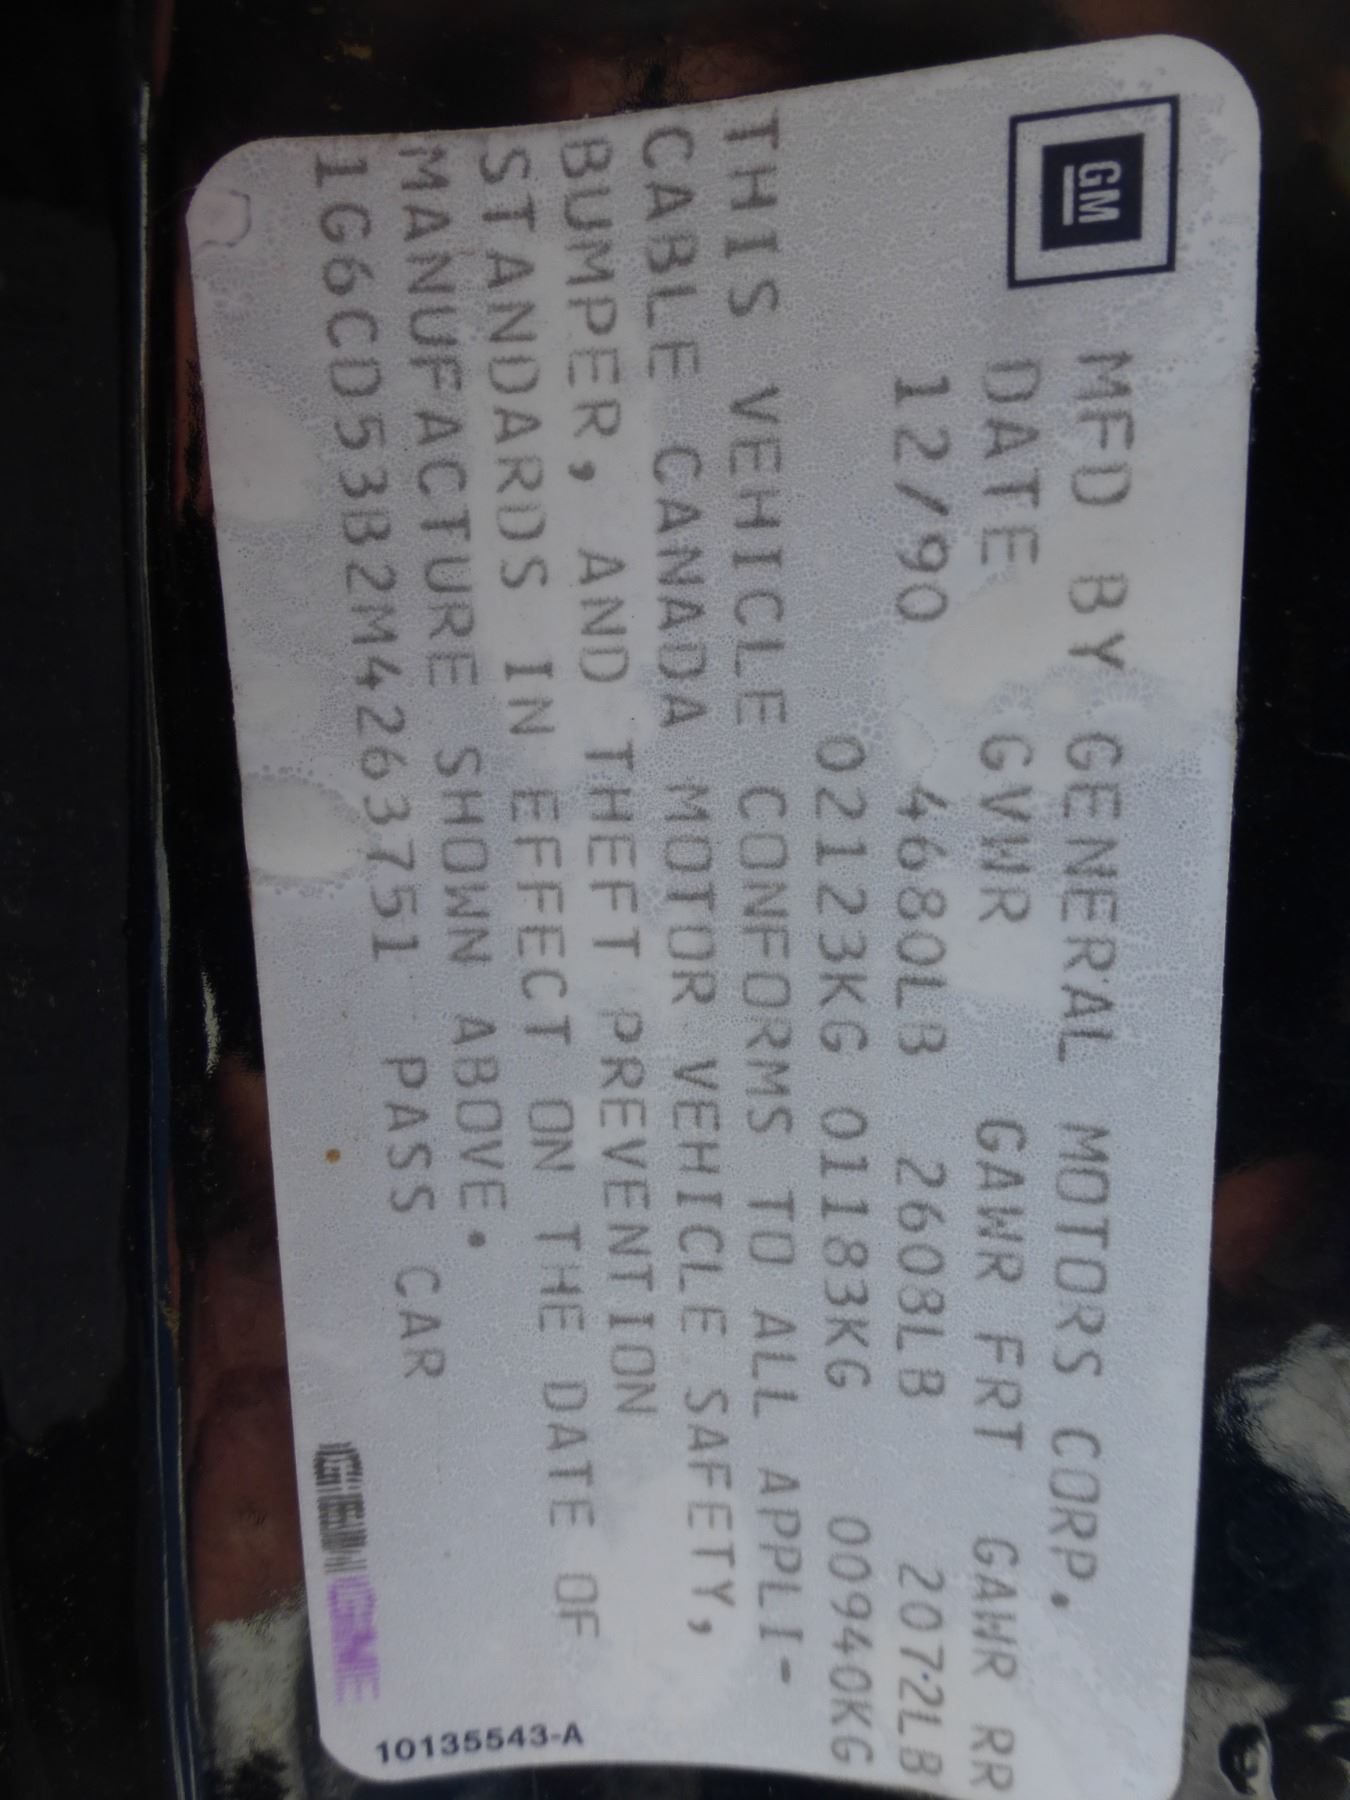 GM
MFD BY GENERAL MOTORS CORP.
DATE GVWR GAWR FRT GAWR RR
12/90 4680LB 2608LB 2072LB
02123KG 01183KG 00940KG
THIS VEHICLE CONFORMS TO ALL APPLI-
CABLE CANADA MOTOR VEHICLE SAFETY,
BUMPER, AND THEFT PREVENTION
STANDARDS IN EFFECT ON THE DATE OF
MANUFACTURE SHOWN ABOVE.
1G6CD53B2M4263751 PASS CAR
10135543-A